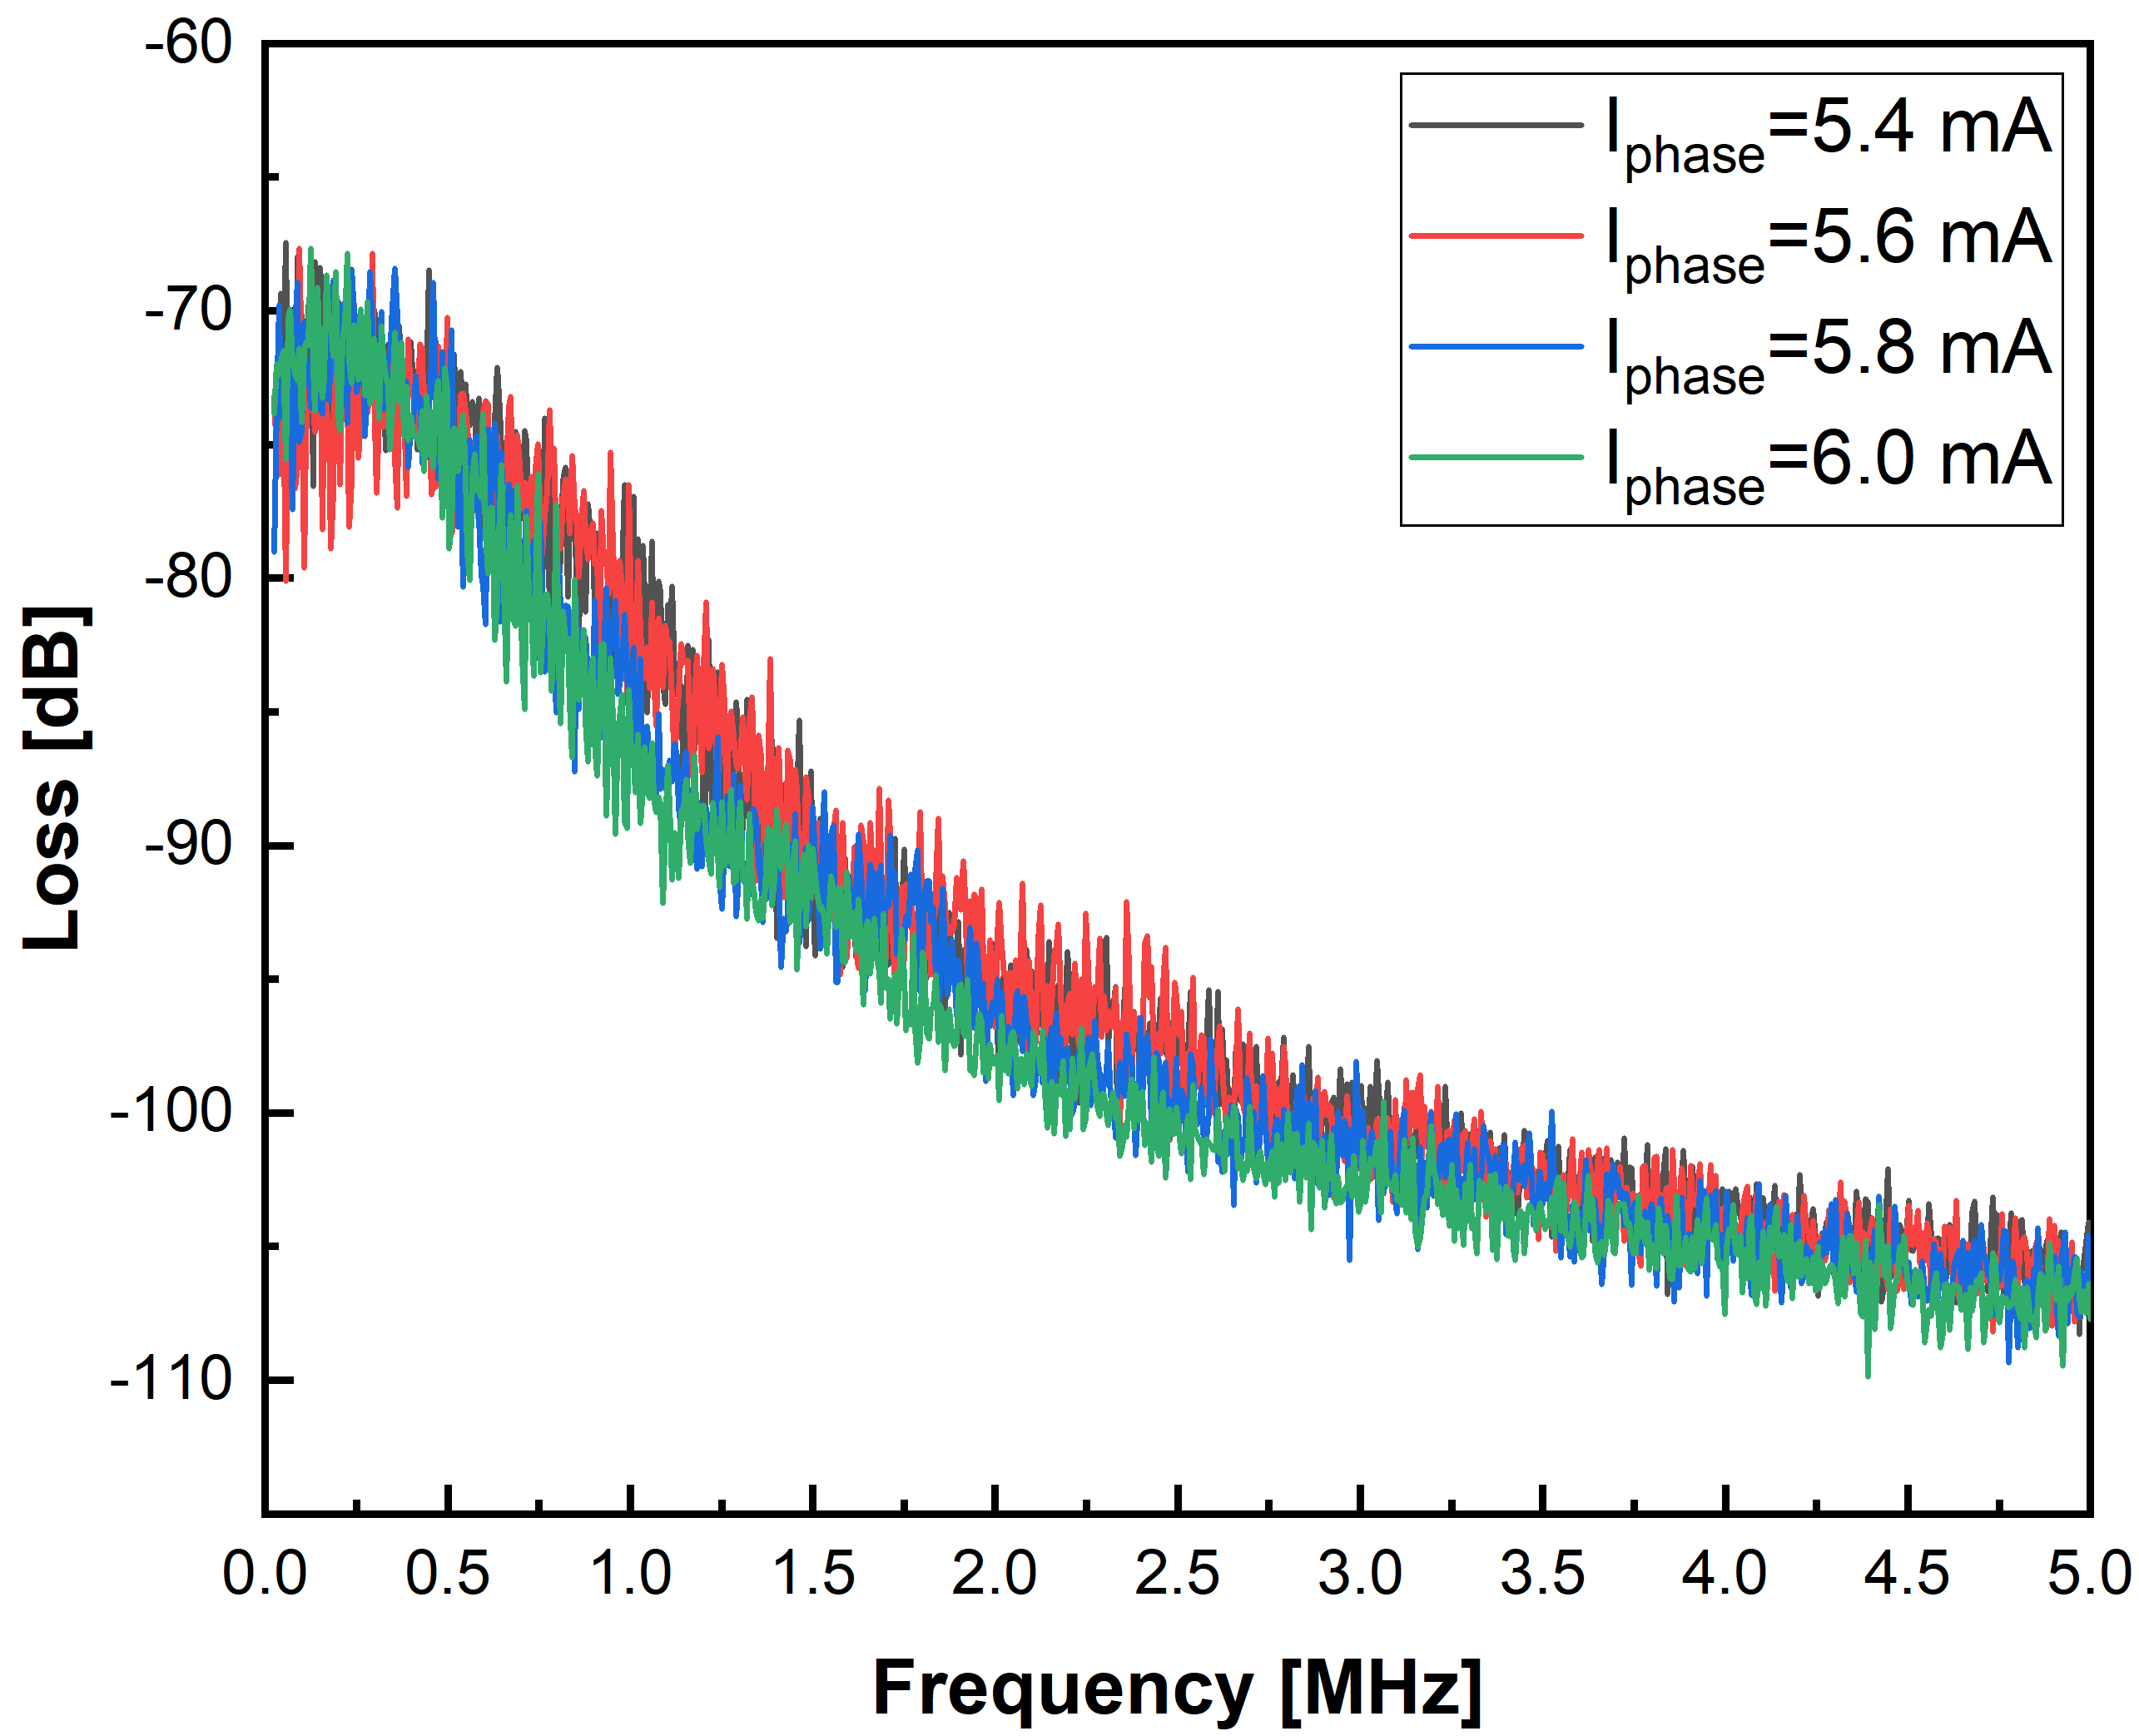 -60
-70
-80
-90
-100
-110
Loss [dB]
Iphase=5.4 mA
Iphase=5.6 mA
Iphase=5.8 mA
Iphase=6.0 mA
0.0 0.5 1.0 1.5 2.0 2.5 3.0 3.5 4.0 4.5 5.0
Frequency [MHz]